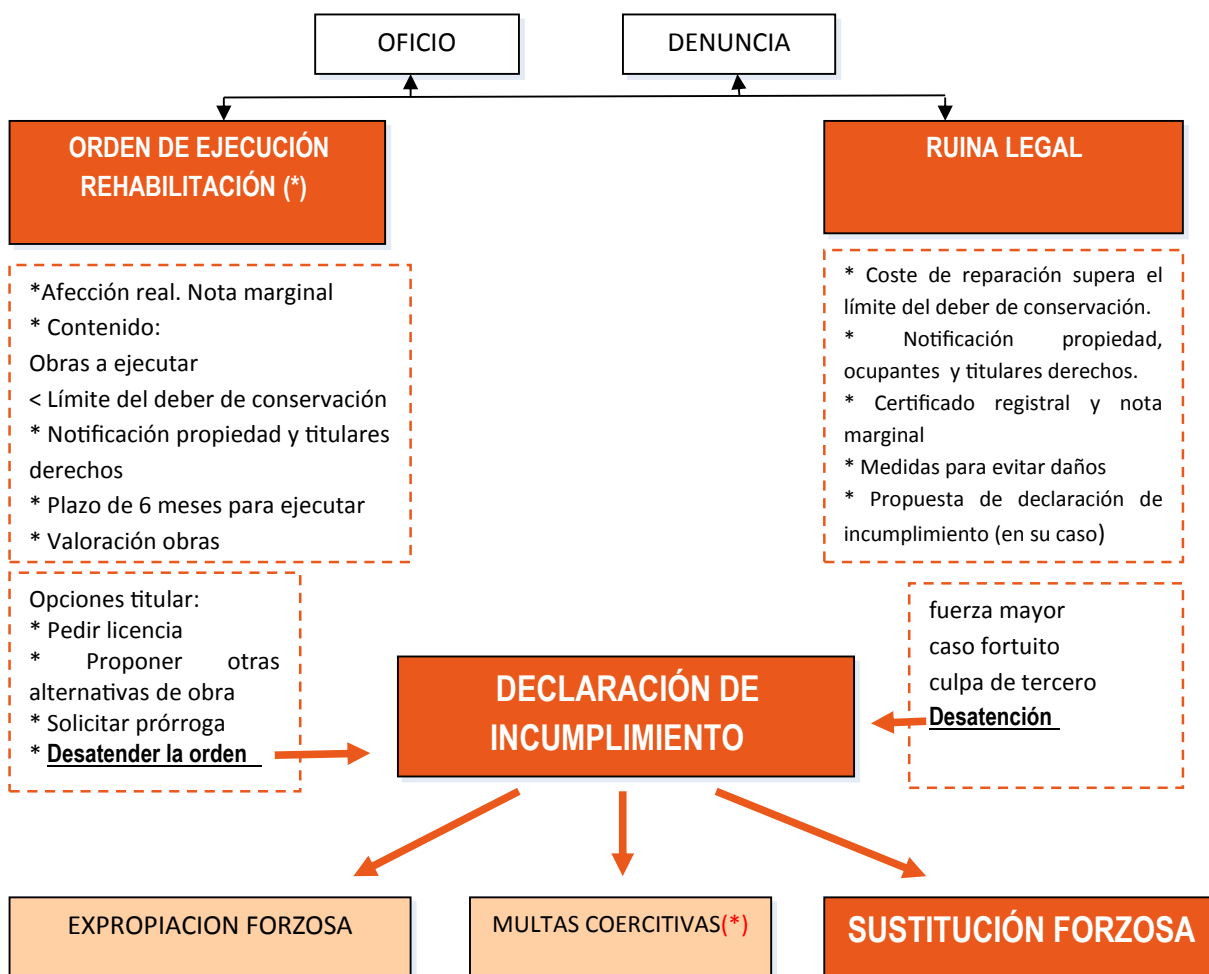 OFICIO
DENUNCIA
ORDEN DE EJECUCIÓN
REHABILITACIÓN (*)
RUINA LEGAL
*Afección real. Nota marginal
* Contenido:
Obras a ejecutar
< Límite del deber de conservación
* Notificación propiedad y titulares
derechos
* Plazo de 6 meses para ejecutar
* Valoración obras
* Coste de reparación supera el
límite del deber de conservación.
* Notificación propiedad,
ocupantes y titulares derechos.
* Certificado registral y nota
marginal
* Medidas para evitar daños
* Propuesta de declaración de
incumplimiento (en su caso)
Opciones titular:
* Pedir licencia
* Proponer otras
alternativas de obra
* Solicitar prórroga
* Desatender la orden
DECLARACIÓN DE
INCUMPLIMIENTO
fuerza mayor
caso fortuito
culpa de tercero
Desatención
EXPROPIACION FORZOSA
MULTAS COERCITIVAS(*)
SUSTITUCIÓN FORZOSA